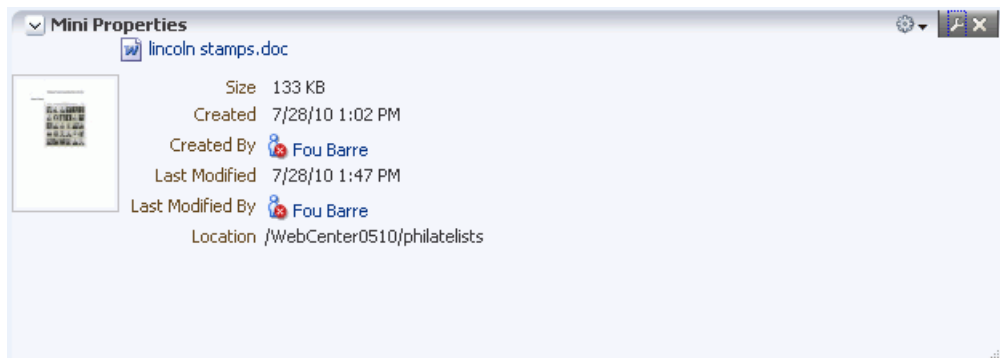 Mini Properties
lincoln stamps.doc
Size 133 KB
Created 7/28/10 1:02 PM
Created By Fou Barre
Last Modified 7/28/10 1:47 PM
Last Modified By Fou Barre
Location /WebCenter0510/philatelists